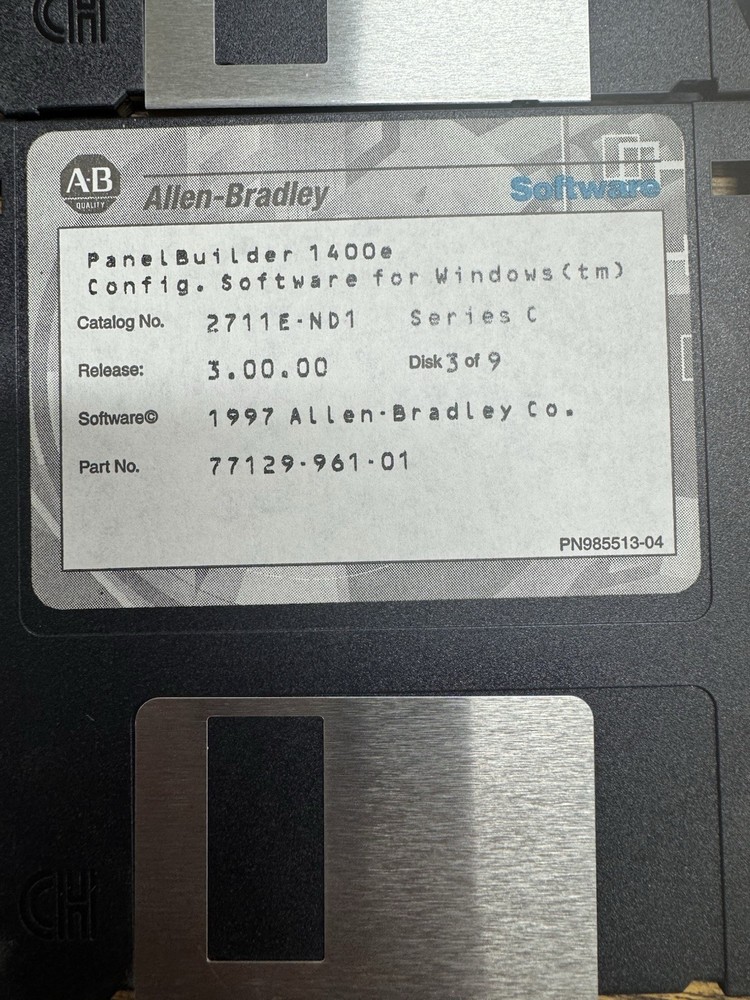 A·B
QUALITY
Allen-Bradley
Software
PanelBuilder 1400e
Config. Software for Windows(tm)
Catalog No. 2711E-ND1 Series C
Release: 3.00.00 Disk 3 of 9
Software© 1997 Allen-Bradley Co.
Part No. 77129-961-01
PN985513-04